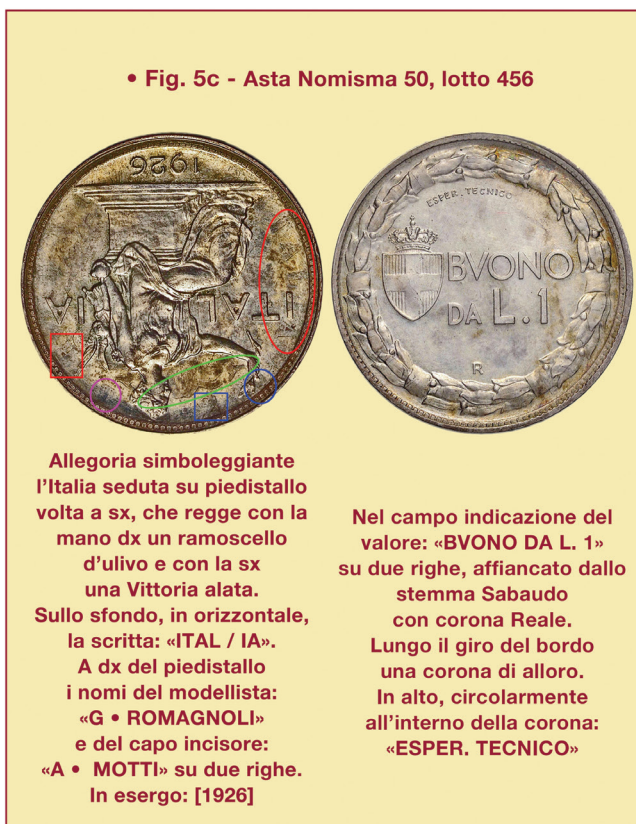 • Fig. 5c - Asta Nomisma 50, lotto 456
1926
ITAL IA
ESPER. TECNICO
BVONO
DA L.1
R
Allegoria simboleggiante
l’Italia seduta su piedistallo
volta a sx, che regge con la
mano dx un ramoscello
d’ulivo e con la sx
una Vittoria alata.
Sullo sfondo, in orizzontale,
la scritta: «ITAL / IA».
A dx del piedistallo
i nomi del modellista:
«G • ROMAGNOLI»
e del capo incisore:
«A • MOTTI» su due righe.
In esergo: [1926]
Nel campo indicazione del
valore: «BVONO DA L. 1»
su due righe, affiancato dallo
stemma Sabaudo
con corona Reale.
Lungo il giro del bordo
una corona di alloro.
In alto, circolarmente
all’interno della corona:
«ESPER. TECNICO»